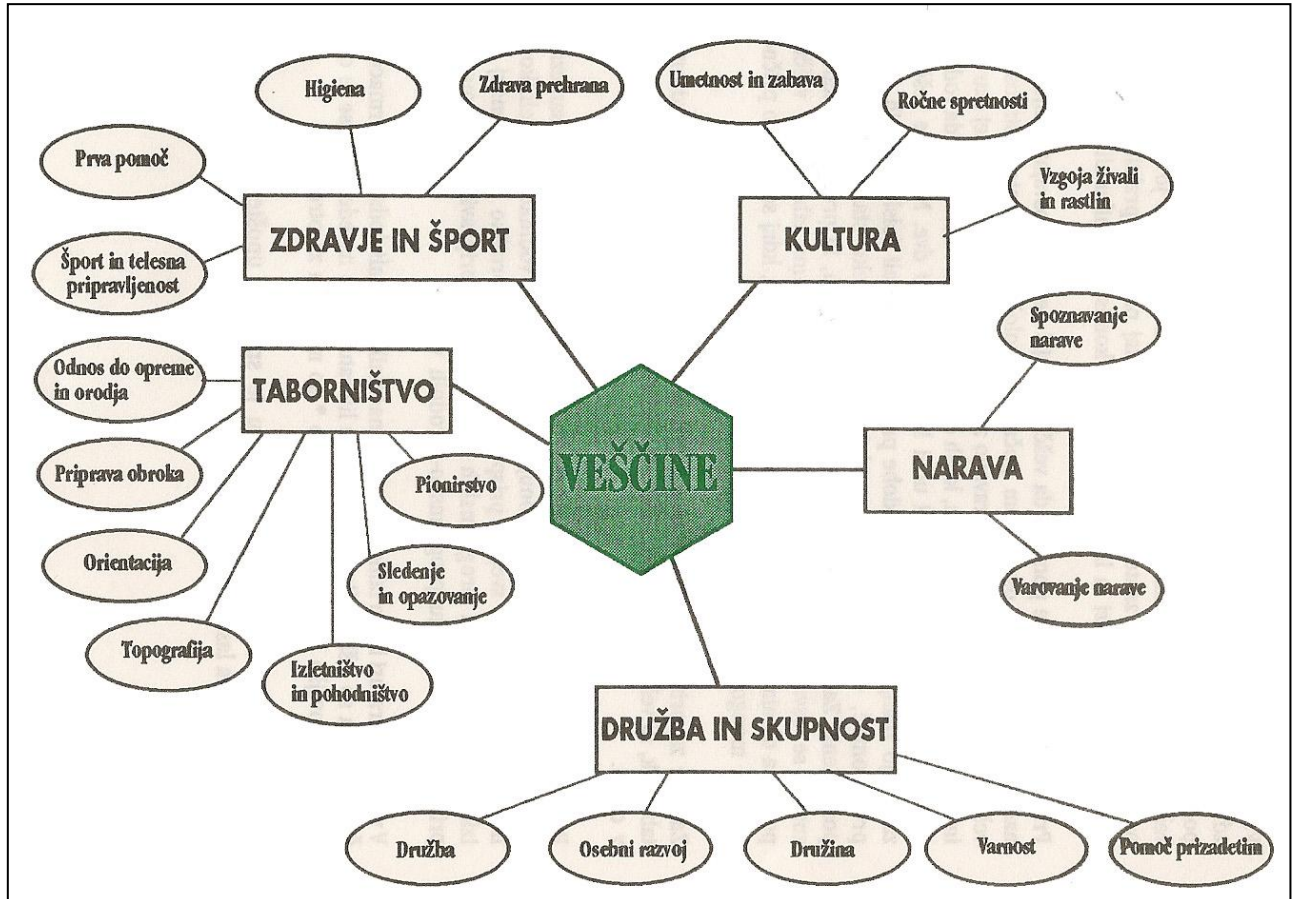 Higiena
Zdrava prehrana
Prva pomoč
Šport in telesna
pripravljenost
ZDRAVJE IN ŠPORT
Umetnost in zabava
Ročne spretnosti
Vzgoja živali
in rastlin
KULTURA
Odnos do opreme
in orodja
Priprava obroka
Orientacija
Topografija
Izletništvo
in pohodništvo
Sledenje
in opazovanje
Pionirstvo
TABORNIŠTVO
VEŠČINE
Spoznavanje
narave
NARAVA
Varovanje narave
DRUŽBA IN SKUPNOST
Družba
Osebni razvoj
Družina
Varnost
Pomoč prizadetim